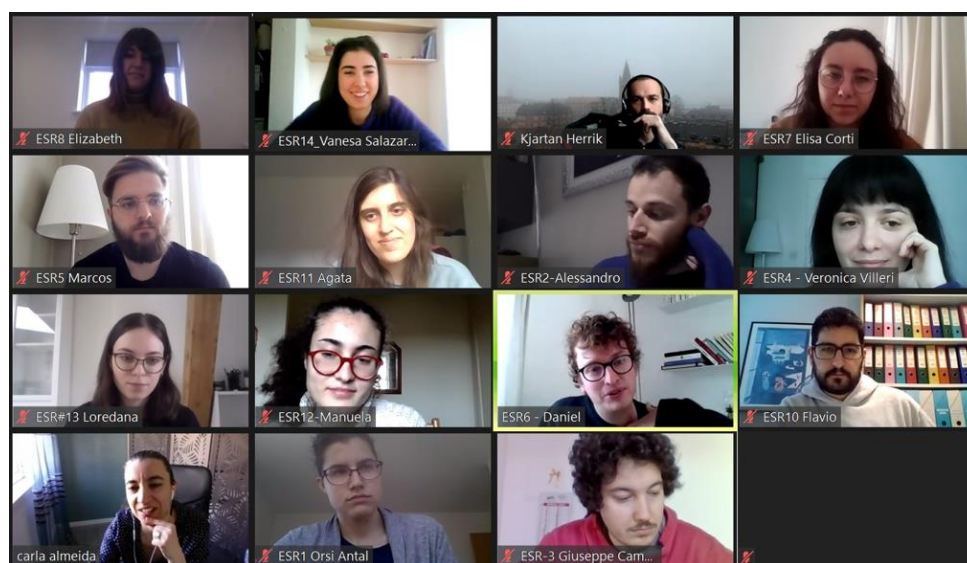 ESR8 Elizabeth
ESR14_Vanesa Salazar...
Kjartan Herrik
ESR7 Elisa Corti
ESR5 Marcos
ESR11 Agata
ESR2-Alessandro
ESR4 - Veronica Villeri
ESR#13 Loredana
ESR12-Manuela
ESR6 - Daniel
ESR10 Flavio
carla almeida
ESR1 Orsi Antal
ESR-3 Giuseppe Cam...